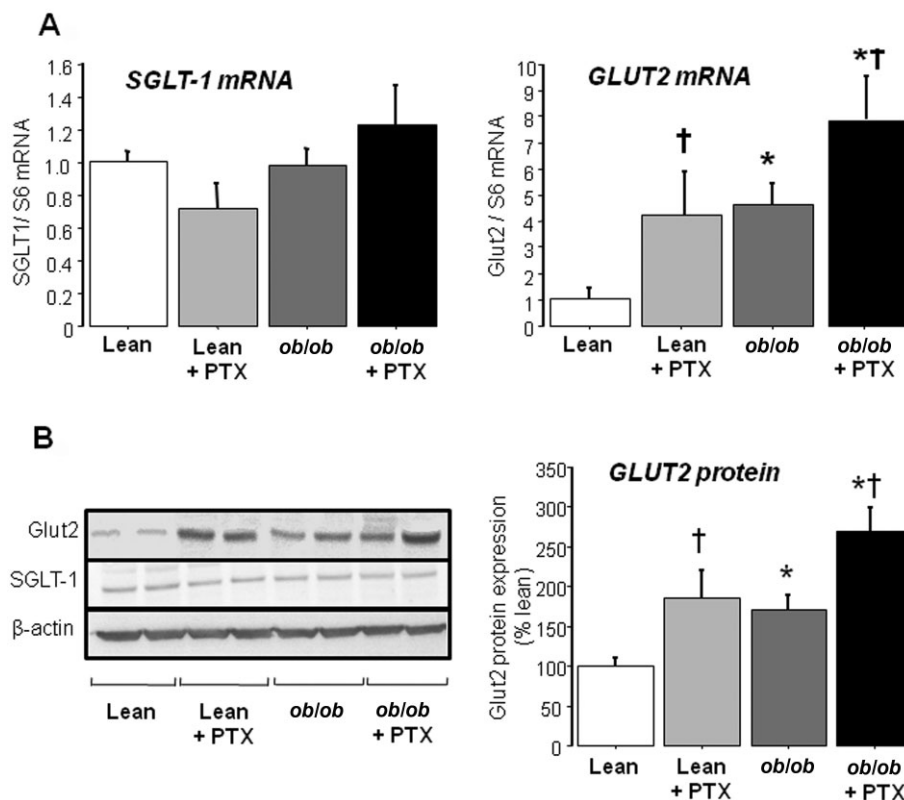 A
SGLT-1 mRNA
SGLT1/ S6 mRNA
1.6
1.4
1.2
1.0
0.8
0.6
0.4
0.2
0
Lean
Lean
+ PTX
ob/ob
ob/ob
+ PTX
GLUT2 mRNA
Glut2 / S6 mRNA
10
9
8
7
6
5
4
3
2
1
0
†
*
*†
Lean
Lean
+ PTX
ob/ob
ob/ob
+ PTX
B
Glut2
SGLT-1
β-actin
Lean
Lean
+ PTX
ob/ob
ob/ob
+ PTX
GLUT2 protein
Glut2 protein expression
(% lean)
350
300
250
200
150
100
50
0
†
*
*†
Lean
Lean
+ PTX
ob/ob
ob/ob
+ PTX